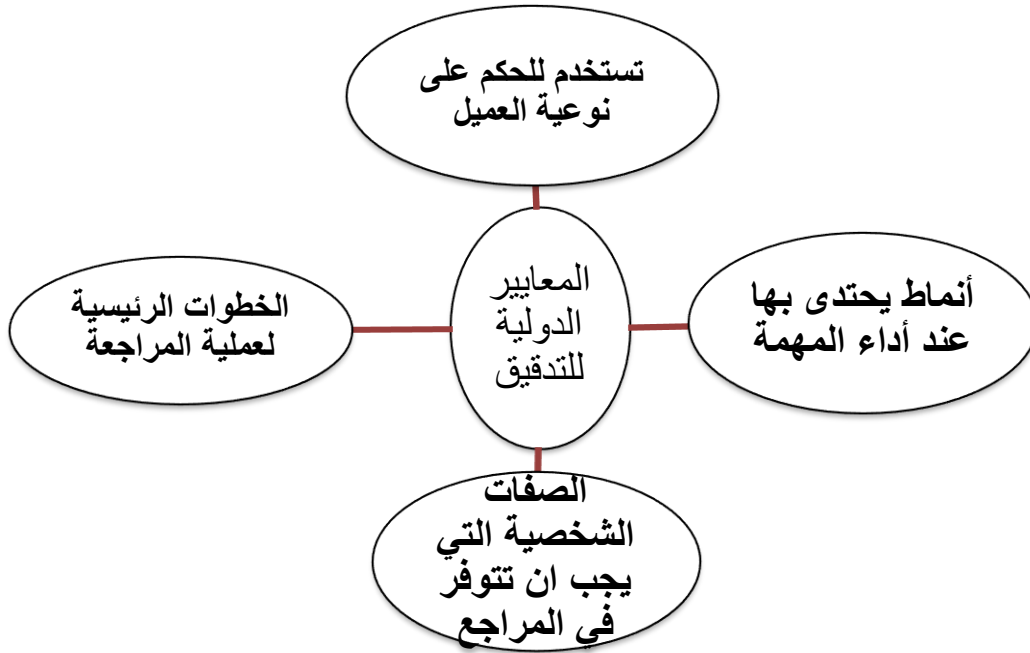 تستخدم للحكم على
نوعية العميل
المعايير
الدولية
للتدقيق
أنماط يحتدى بها
عند أداء المهمة
الخطوات الرئيسية
لعملية المراجعة
الصفات
الشخصية التي
يجب ان تتوفر
في المراجع